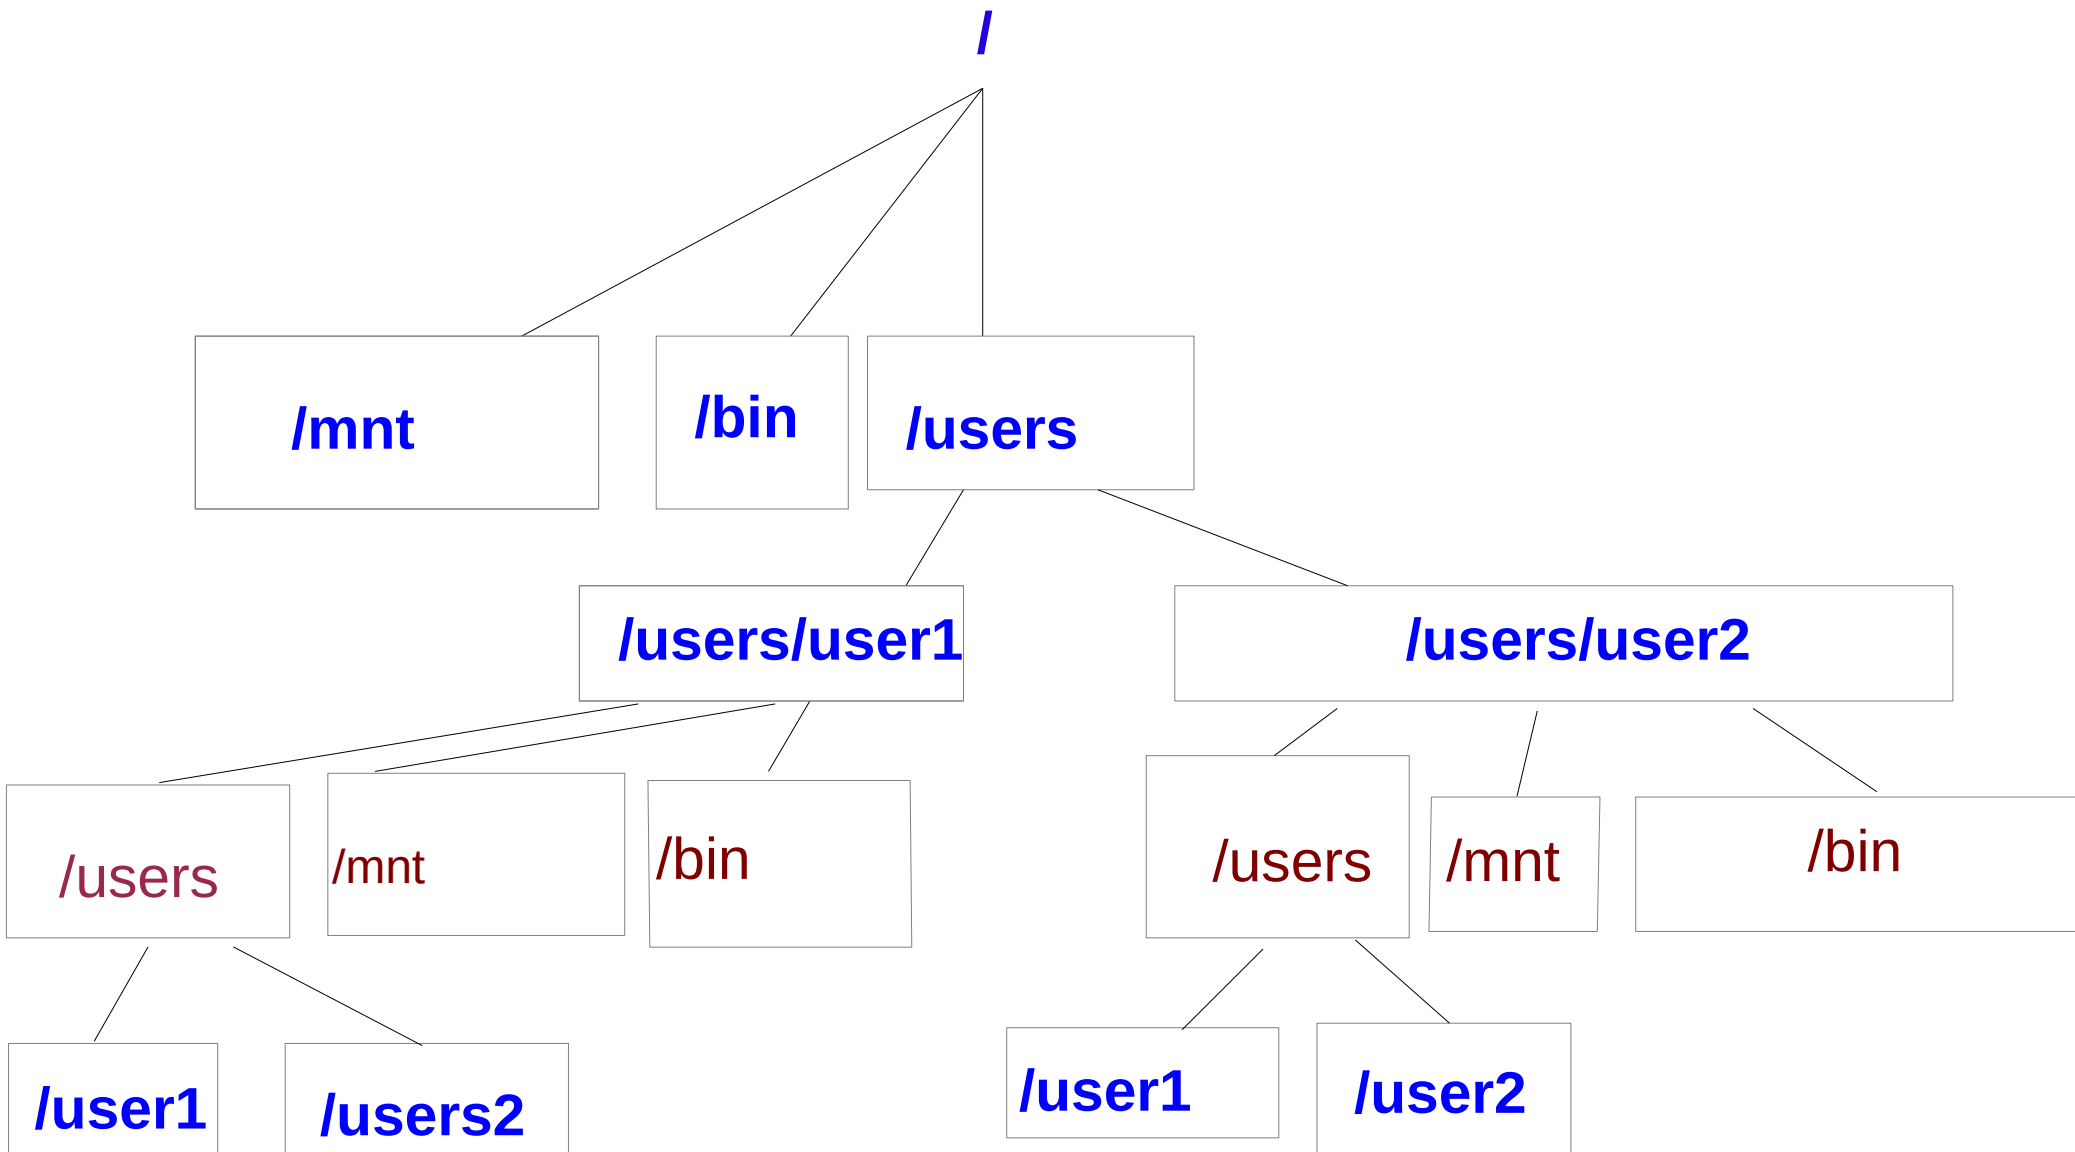 /
/mnt
/bin
/users
/users/user1
/users/user2
/users
/mnt
/bin
/users
/mnt
/bin
/user1
/users2
/user1
/user2